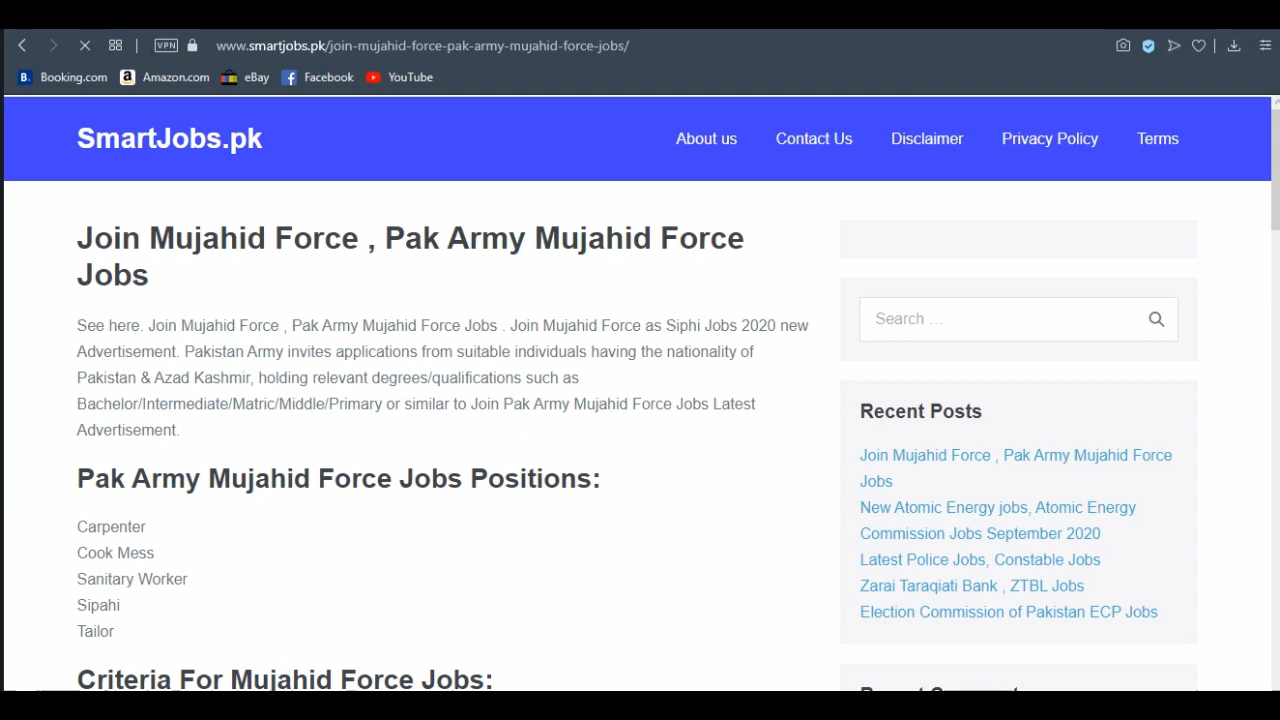 VPN
www.smartjobs.pk/join-mujahid-force-pak-army-mujahid-force-jobs/
B. Booking.com a Amazon.com eBay f Facebook YouTube
SmartJobs.pk
About us Contact Us Disclaimer Privacy Policy Terms
Join Mujahid Force , Pak Army Mujahid Force
Jobs
See here. Join Mujahid Force , Pak Army Mujahid Force Jobs . Join Mujahid Force as Siphi Jobs 2020 new
Advertisement. Pakistan Army invites applications from suitable individuals having the nationality of
Pakistan & Azad Kashmir, holding relevant degrees/qualifications such as
Bachelor/Intermediate/Matric/Middle/Primary or similar to Join Pak Army Mujahid Force Jobs Latest
Advertisement.
Pak Army Mujahid Force Jobs Positions:
Carpenter
Cook Mess
Sanitary Worker
Sipahi
Tailor
Criteria For Mujahid Force Jobs:
Search …
Recent Posts
Join Mujahid Force , Pak Army Mujahid Force
Jobs
New Atomic Energy jobs, Atomic Energy
Commission Jobs September 2020
Latest Police Jobs, Constable Jobs
Zarai Taraqiati Bank , ZTBL Jobs
Election Commission of Pakistan ECP Jobs